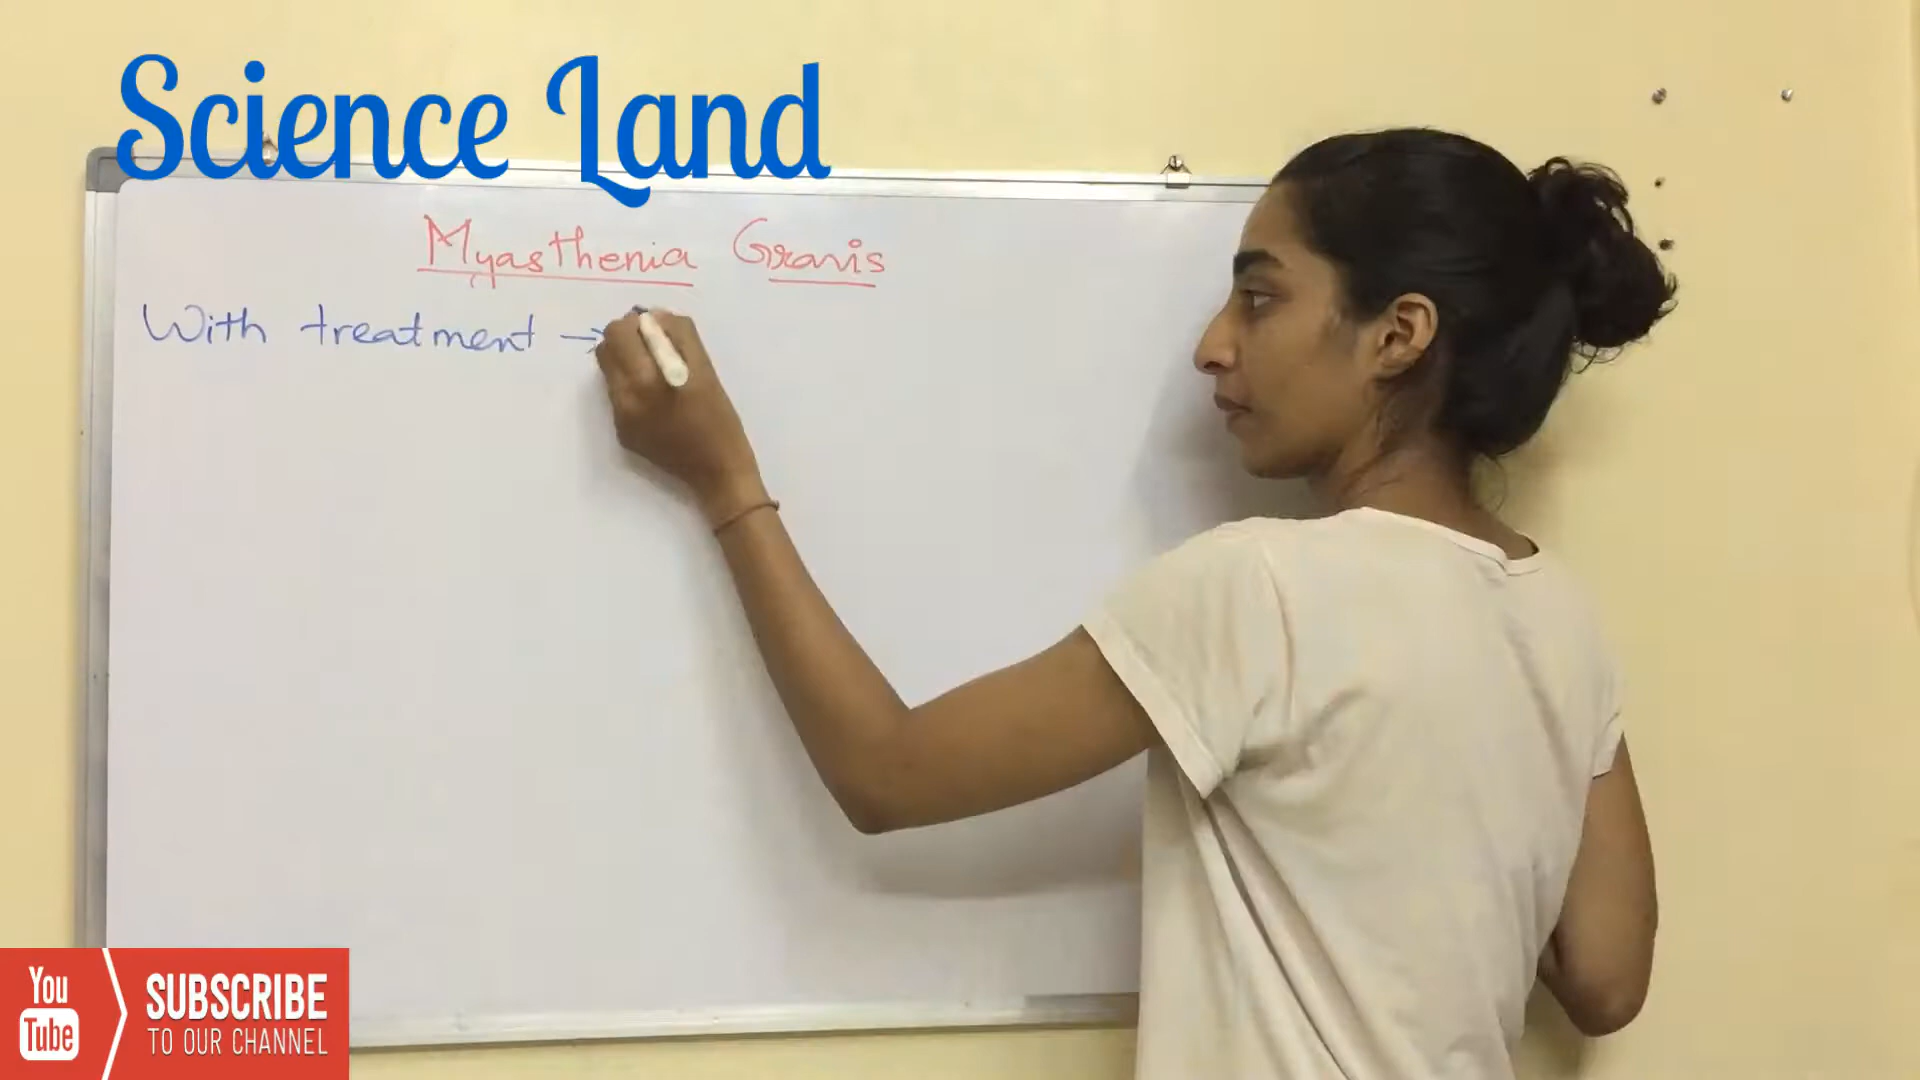 Science Land
Myasthenia Gravis
With treatment →
You
Tube
SUBSCRIBE
TO OUR CHANNEL